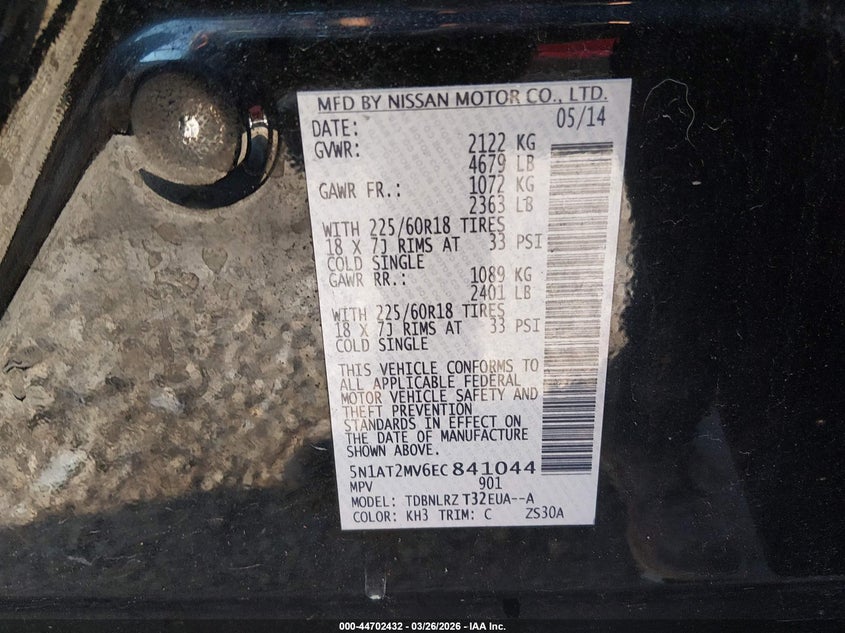 MFD BY NISSAN MOTOR CO., LTD.
DATE: 05/14
GVWR: 2122 KG
4679 LB
GAWR FR.: 1072 KG
2363 LB
WITH 225/60R18 TIRES
18 X 7J RIMS AT 33 PSI
COLD SINGLE
GAWR RR.: 1089 KG
2401 LB
WITH 225/60R18 TIRES
18 X 7J RIMS AT 33 PSI
COLD SINGLE
THIS VEHICLE CONFORMS TO
ALL APPLICABLE FEDERAL
MOTOR VEHICLE SAFETY AND
THEFT PREVENTION
STANDARDS IN EFFECT ON
THE DATE OF MANUFACTURE
SHOWN ABOVE.
5N1AT2MV6EC841044
MPV 901
MODEL: TDBNLRZ T32EUA--A
COLOR: KH3 TRIM: C ZS30A
000-44702432 - 03/26/2026 - IAA Inc.